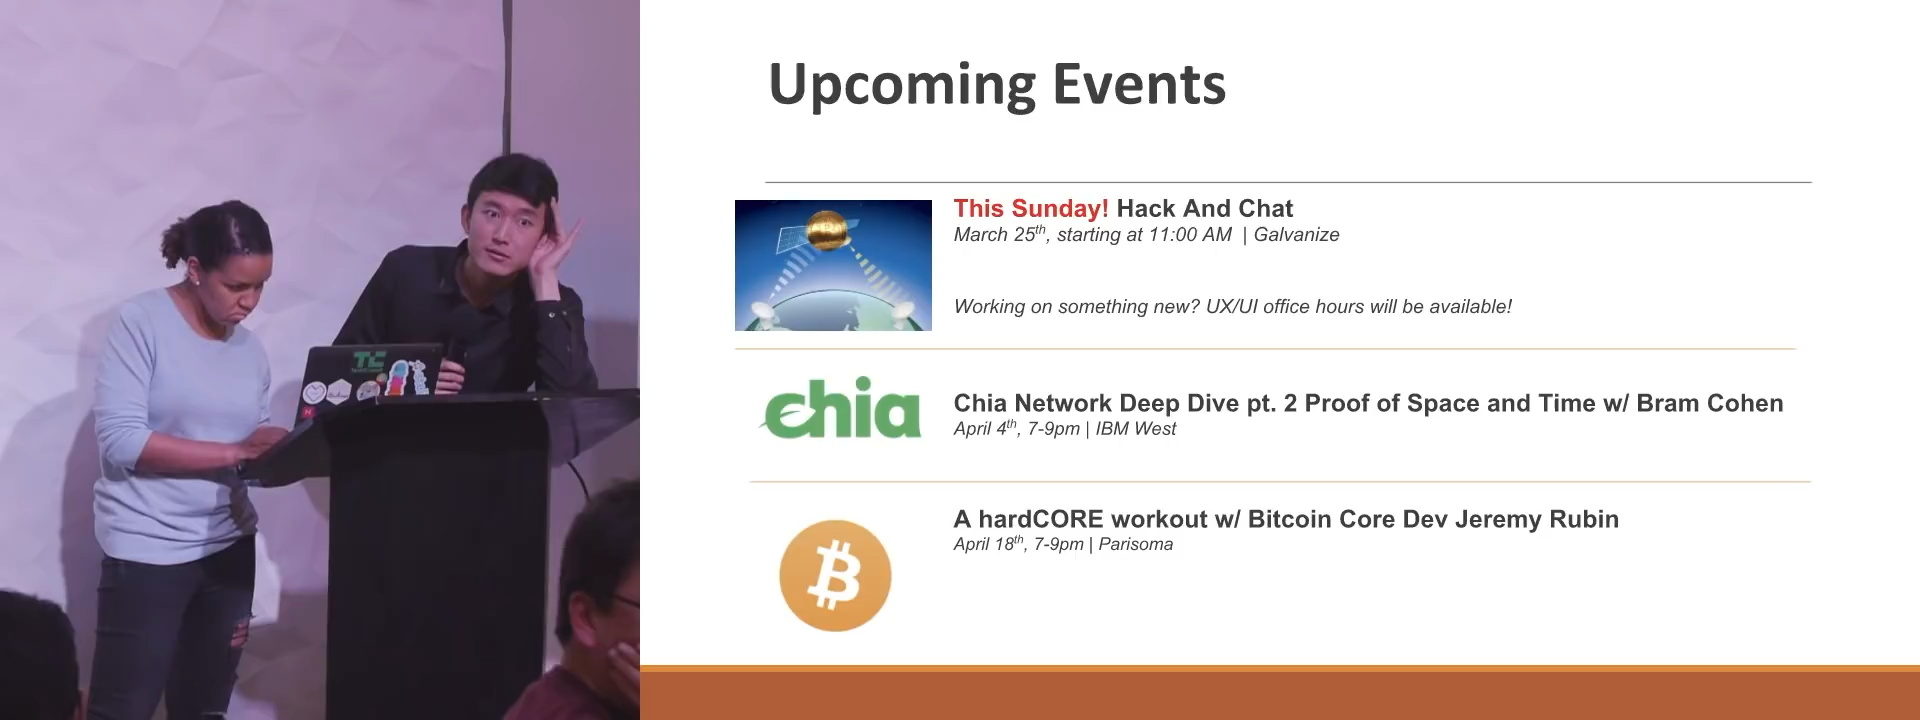 Upcoming Events
This Sunday! Hack And Chat
March 25th, starting at 11:00 AM | Galvanize
Working on something new? UX/UI office hours will be available!
chia
Chia Network Deep Dive pt. 2 Proof of Space and Time w/ Bram Cohen
April 4th, 7-9pm | IBM West
A hardCORE workout w/ Bitcoin Core Dev Jeremy Rubin
April 18th, 7-9pm | Parisoma
TC